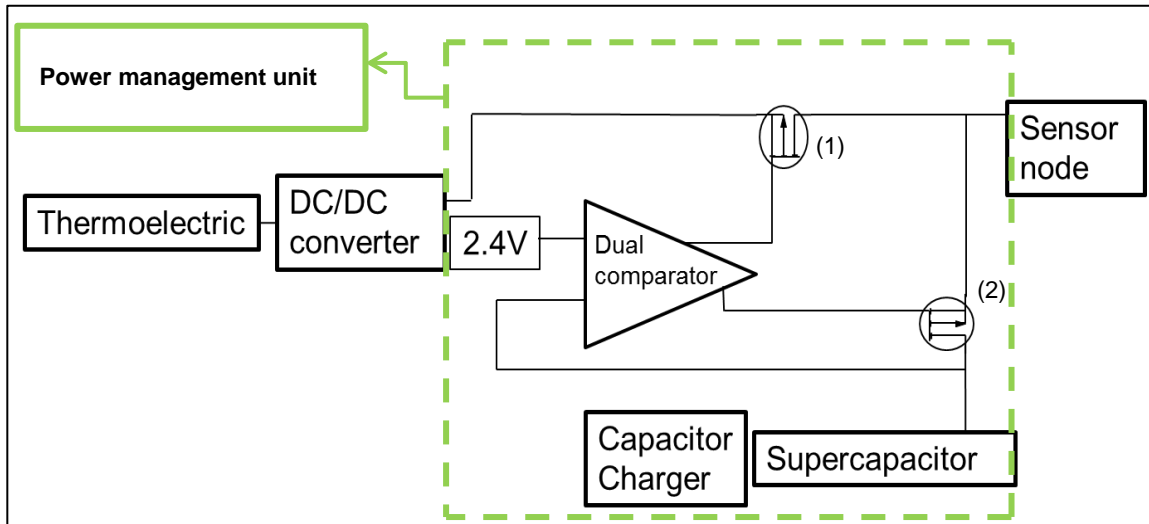 Power management unit
(1)
Sensor
node
Thermoelectric
DC/DC
converter
2.4V
Dual
comparator
(2)
Capacitor
Charger
Supercapacitor